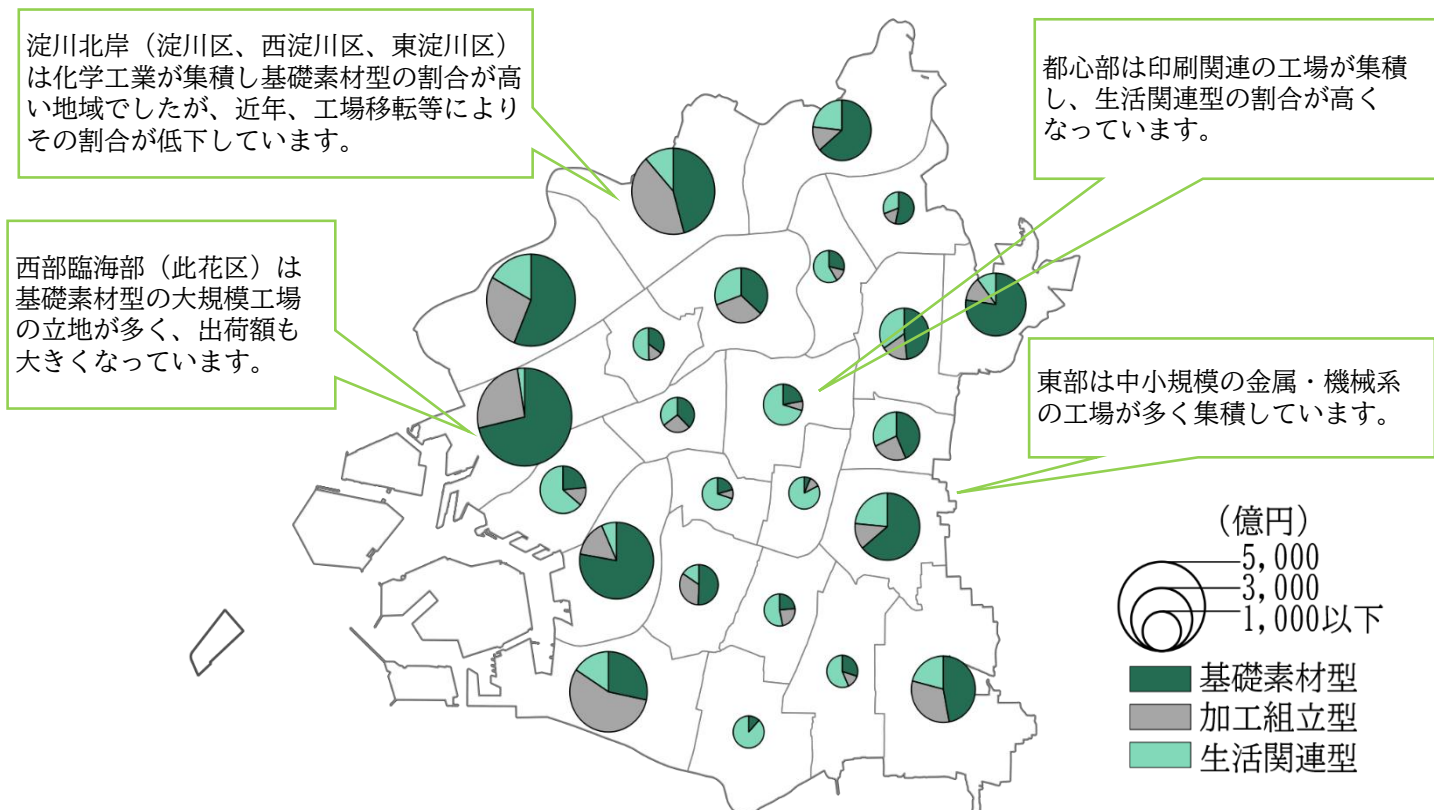 淀川北岸（淀川区、西淀川区、東淀川区）
は化学工業が集積し基礎素材型の割合が高
い地域でしたが、近年、工場移転等により
その割合が低下しています。
都心部は印刷関連の工場が集積
し、生活関連型の割合が高く
なっています。
西部臨海部（此花区）は
基礎素材型の大規模工場
の立地が多く、出荷額も
大きくなっています。
東部は中小規模の金属・機械系
の工場が多く集積しています。
（億円）
5,000
3,000
1,000以下
基礎素材型
加工組立型
生活関連型